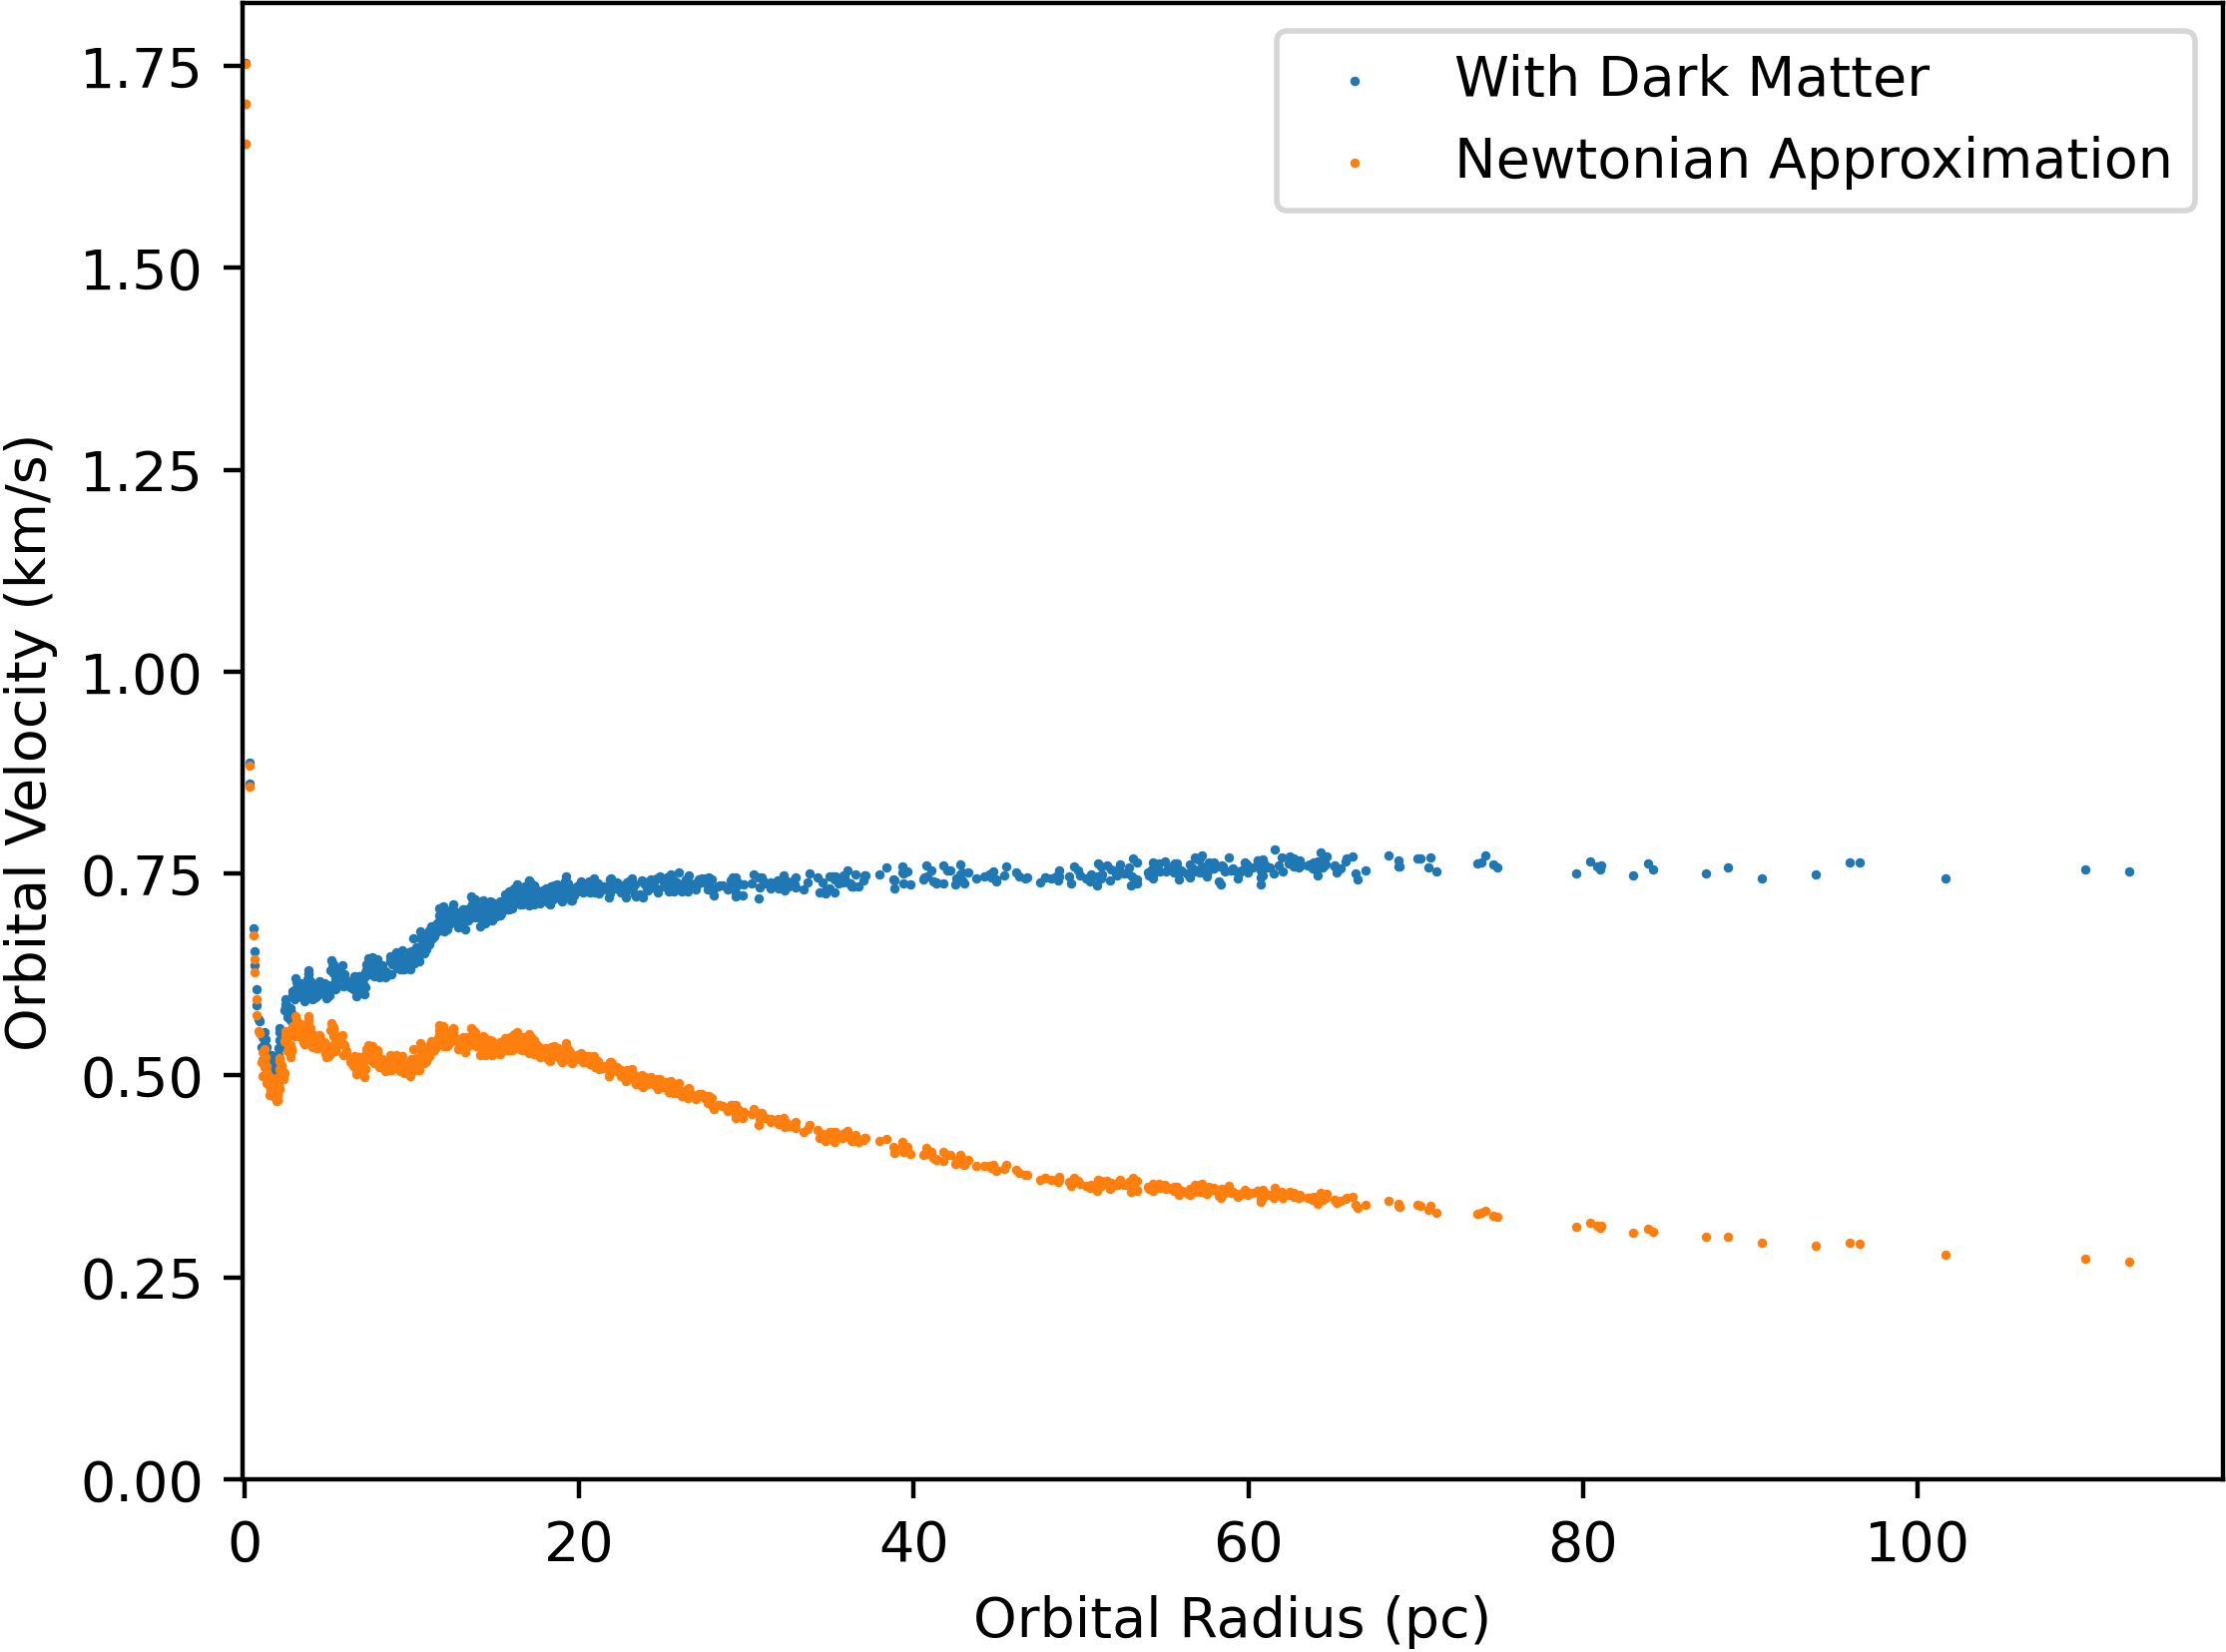 With Dark Matter
Newtonian Approximation
1.75
1.50
1.25
1.00
0.75
0.50
0.25
0.00
Orbital Velocity (km/s)
0 20 40 60 80 100
Orbital Radius (pc)